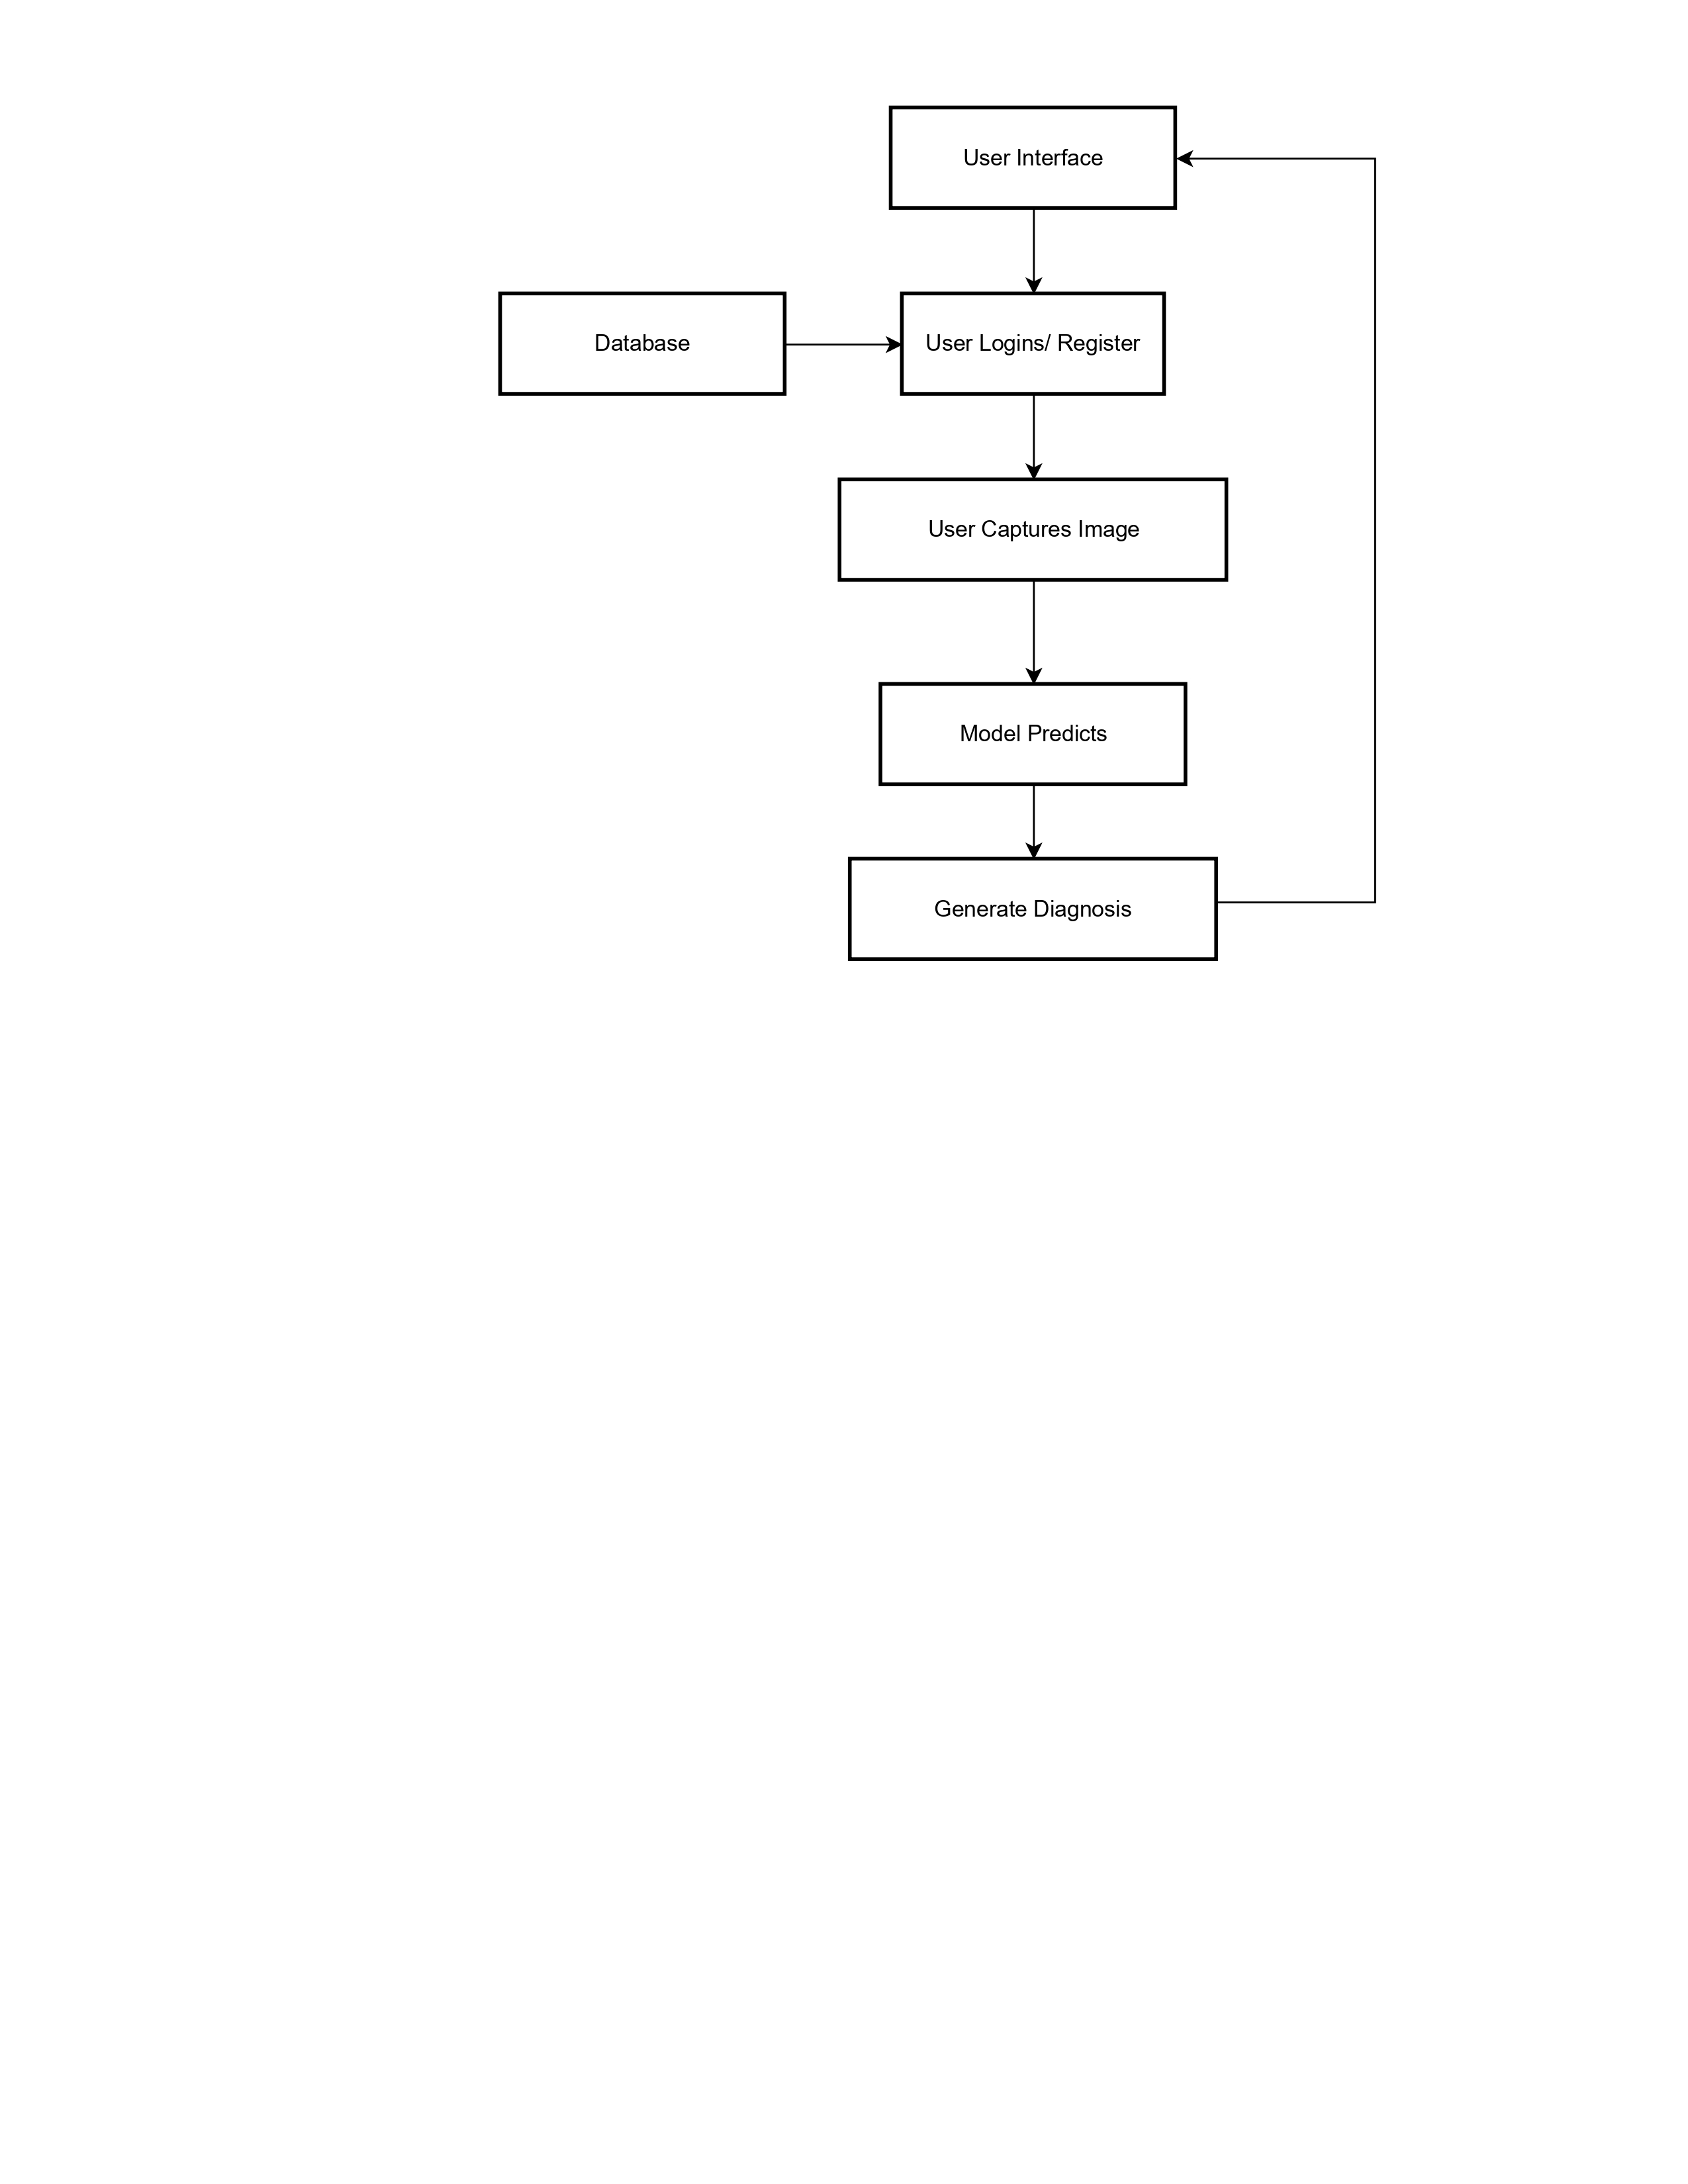 User Interface
Database
User Logins/ Register
User Captures Image
Model Predicts
Generate Diagnosis